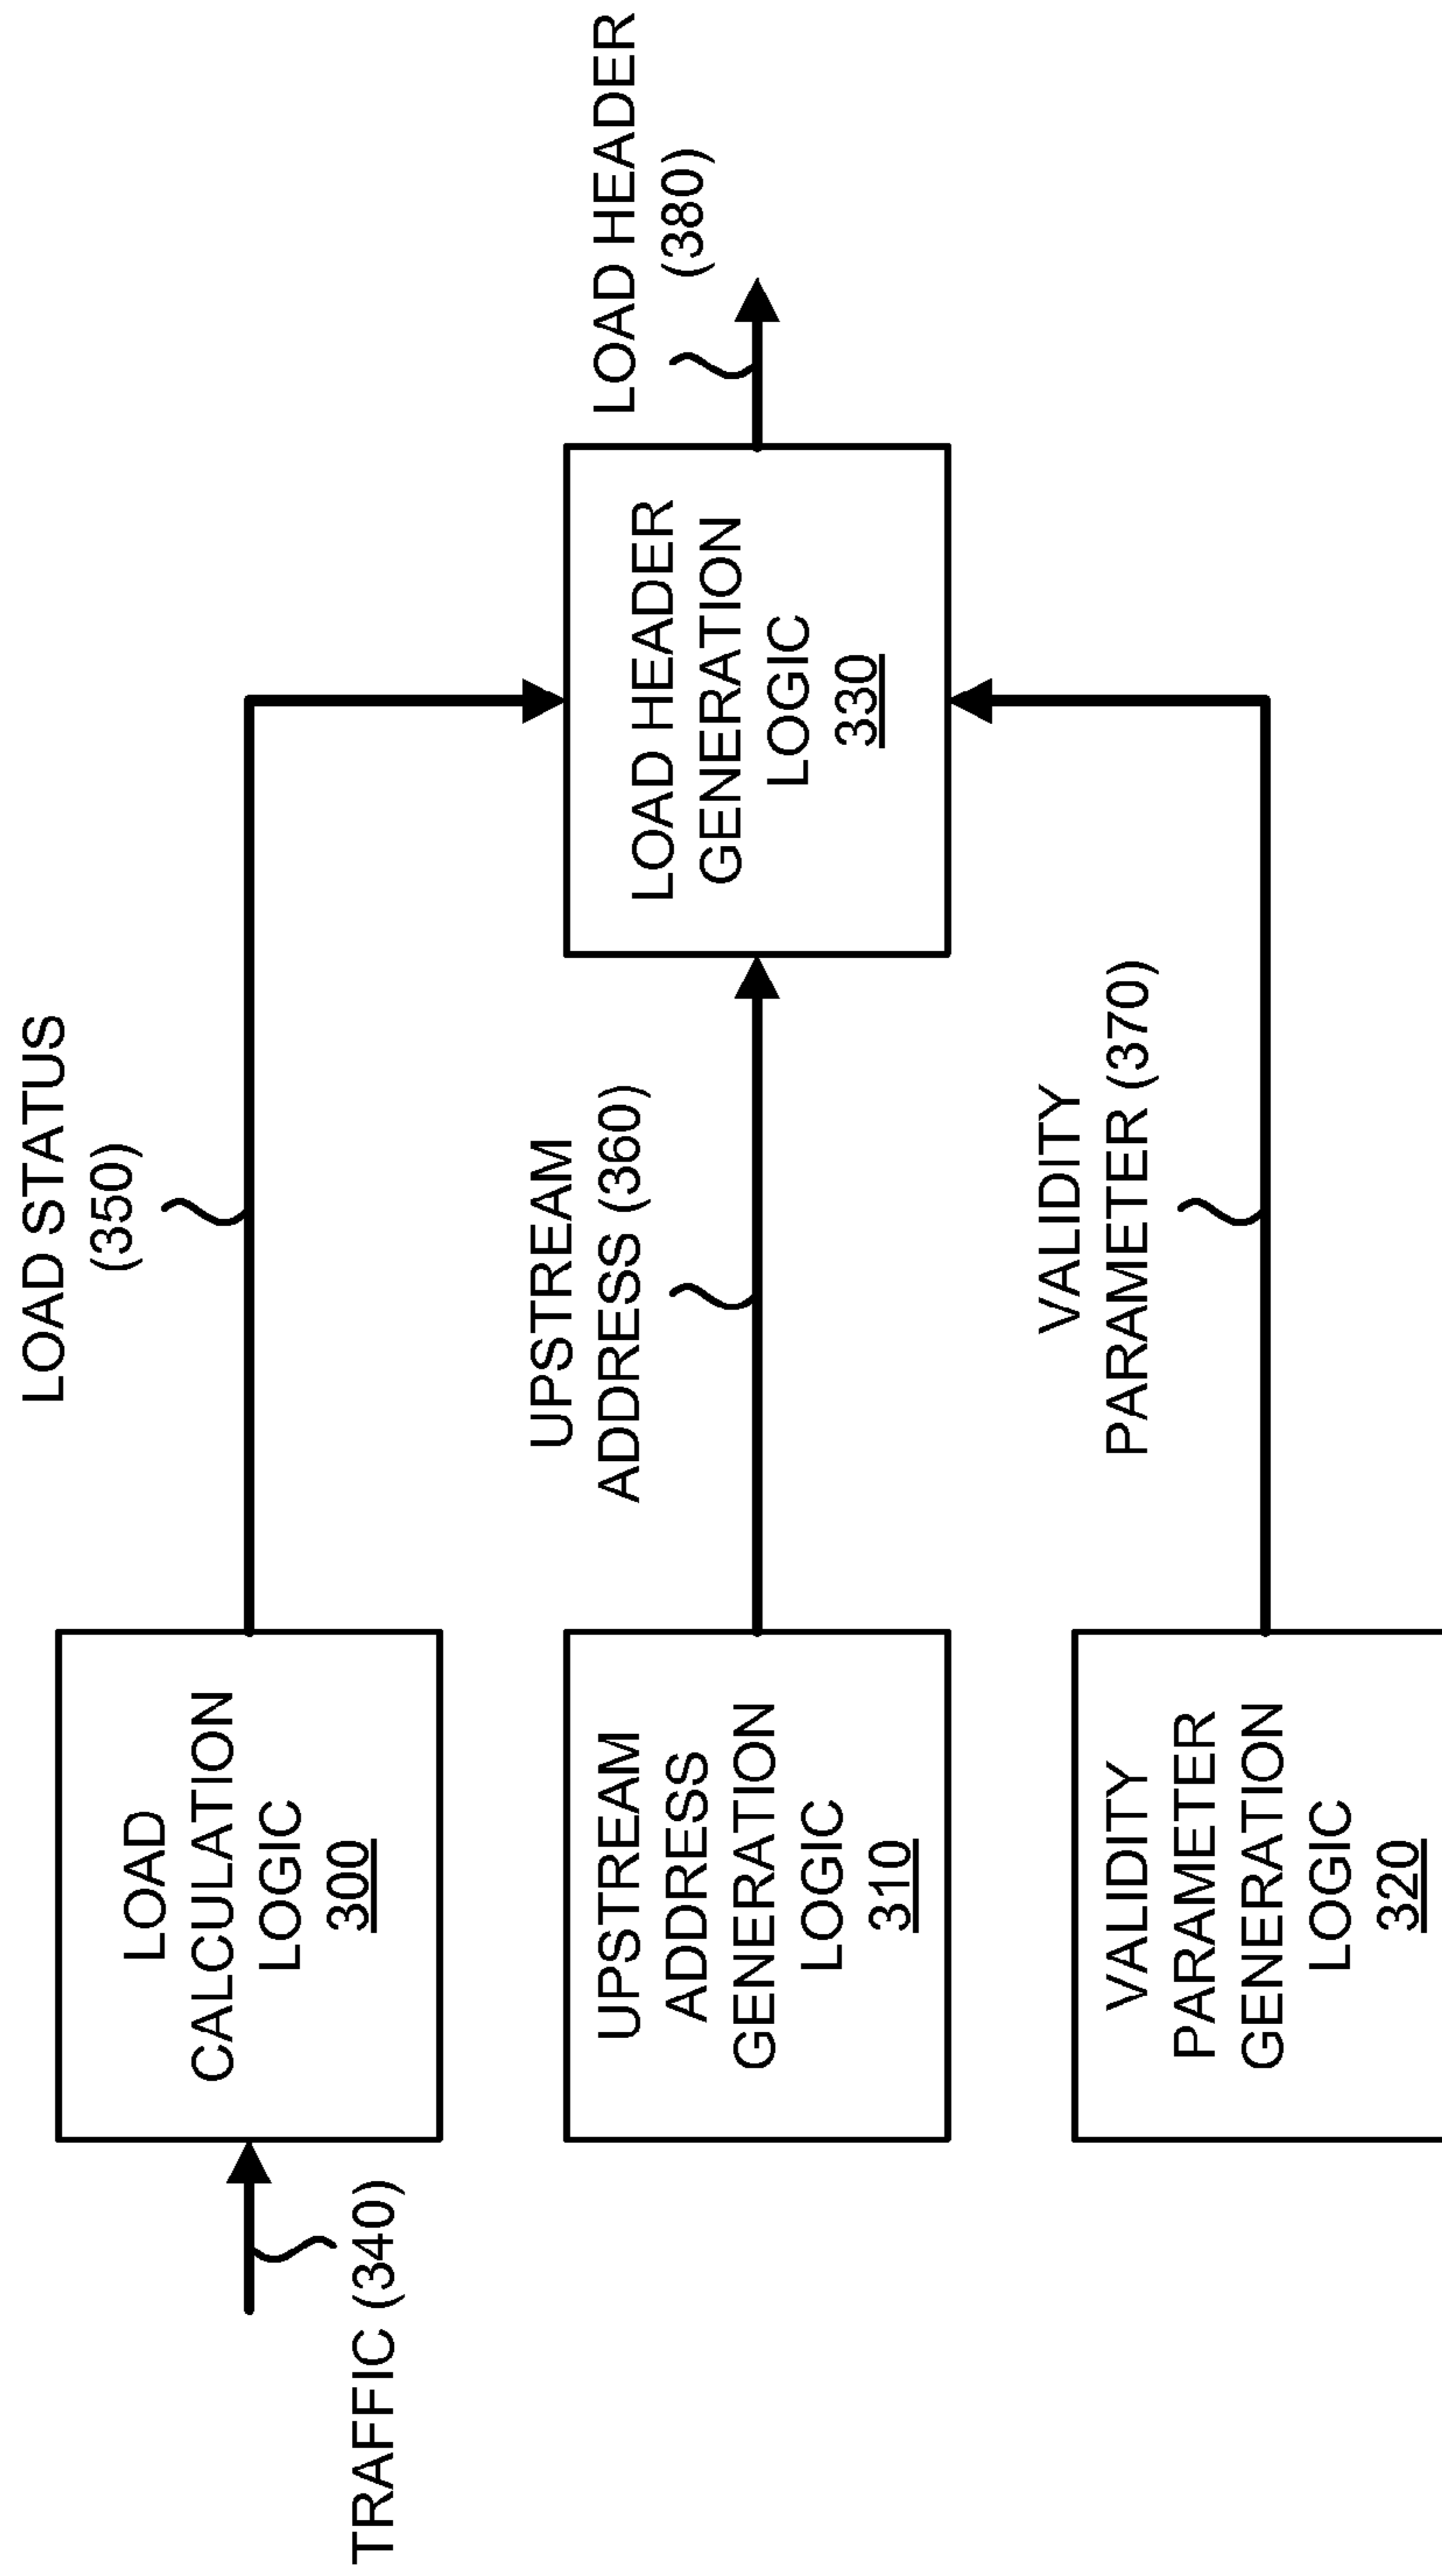 TRAFFIC (340)
LOAD
CALCULATION
LOGIC
300
LOAD STATUS
(350)
UPSTREAM
ADDRESS
GENERATION
LOGIC
310
UPSTREAM
ADDRESS (360)
VALIDITY
PARAMETER
GENERATION
LOGIC
320
VALIDITY
PARAMETER (370)
LOAD HEADER
GENERATION
LOGIC
330
LOAD HEADER
(380)